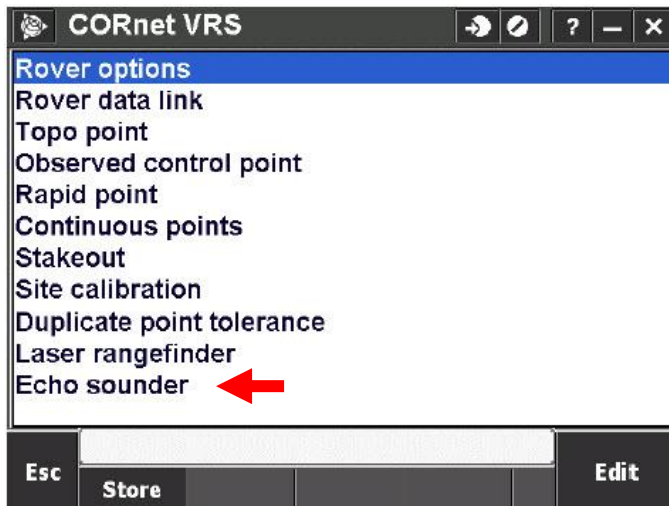 CORnet VRS ? – X
Rover options
Rover data link
Topo point
Observed control point
Rapid point
Continuous points
Stakeout
Site calibration
Duplicate point tolerance
Laser rangefinder
Echo sounder
Esc Edit
Store